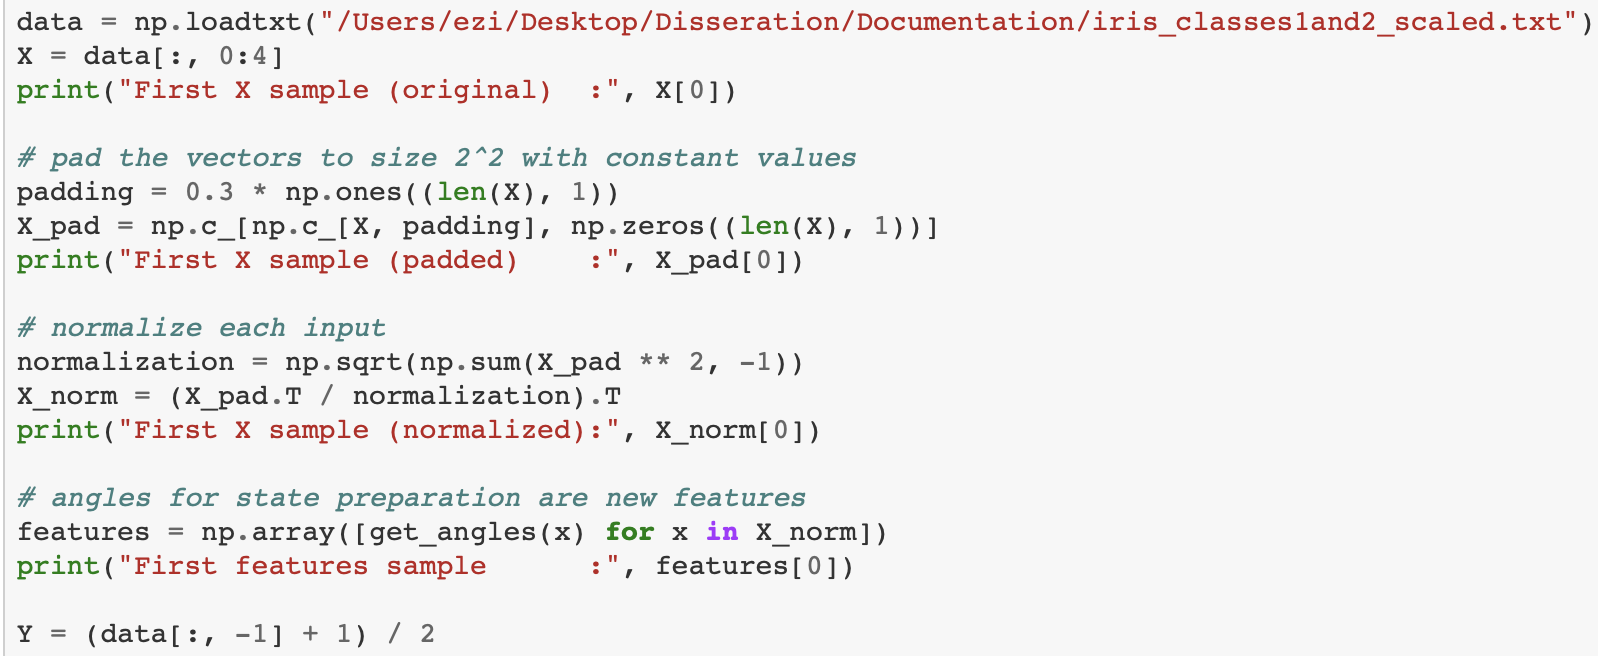 data = np.loadtxt("/Users/ezi/Desktop/Disseration/Documentation/iris_classes1and2_scaled.txt")
X = data[:, 0:4]
print("First X sample (original)  :", X[0])

# pad the vectors to size 2^2 with constant values
padding = 0.3 * np.ones((len(X), 1))
X_pad = np.c_[np.c_[X, padding], np.zeros((len(X), 1))]
print("First X sample (padded)    :", X_pad[0])

# normalize each input
normalization = np.sqrt(np.sum(X_pad ** 2, -1))
X_norm = (X_pad.T / normalization).T
print("First X sample (normalized):", X_norm[0])

# angles for state preparation are new features
features = np.array([get_angles(x) for x in X_norm])
print("First features sample      :", features[0])

Y = (data[:, -1] + 1) / 2